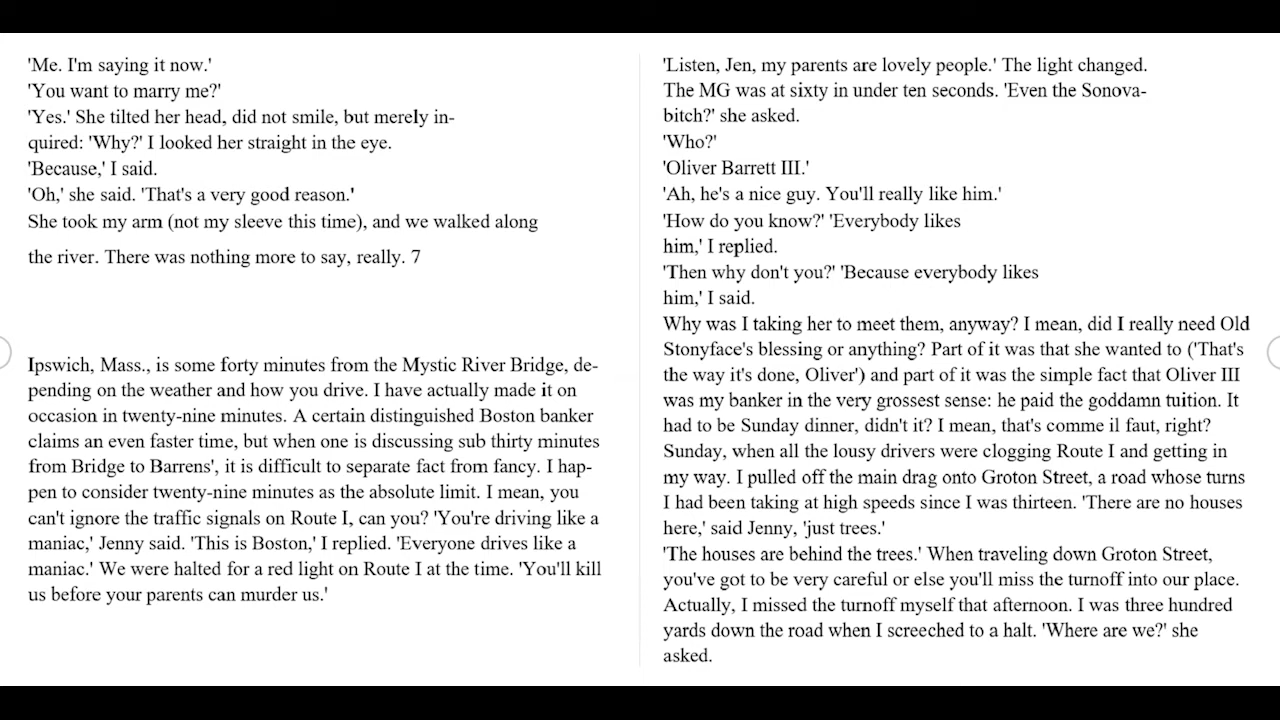 'Me. I'm saying it now.'
'You want to marry me?'
'Yes.' She tilted her head, did not smile, but merely in-
quired: 'Why?' I looked her straight in the eye.
'Because,' I said.
'Oh,' she said. 'That's a very good reason.'
She took my arm (not my sleeve this time), and we walked along
the river. There was nothing more to say, really. 7
Ipswich, Mass., is some forty minutes from the Mystic River Bridge, de-
pending on the weather and how you drive. I have actually made it on
occasion in twenty-nine minutes. A certain distinguished Boston banker
claims an even faster time, but when one is discussing sub thirty minutes
from Bridge to Barrens', it is difficult to separate fact from fancy. I hap-
pen to consider twenty-nine minutes as the absolute limit. I mean, you
can't ignore the traffic signals on Route I, can you? 'You're driving like a
maniac,' Jenny said. 'This is Boston,' I replied. 'Everyone drives like a
maniac.' We were halted for a red light on Route I at the time. 'You'll kill
us before your parents can murder us.'
'Listen, Jen, my parents are lovely people.' The light changed.
The MG was at sixty in under ten seconds. 'Even the Sonova-
bitch?' she asked.
'Who?'
'Oliver Barrett III.'
'Ah, he's a nice guy. You'll really like him.'
'How do you know?' 'Everybody likes
him,' I replied.
'Then why don't you?' 'Because everybody likes
him,' I said.
Why was I taking her to meet them, anyway? I mean, did I really need Old
Stonyface's blessing or anything? Part of it was that she wanted to ('That's
the way it's done, Oliver') and part of it was the simple fact that Oliver III
was my banker in the very grossest sense: he paid the goddamn tuition. It
had to be Sunday dinner, didn't it? I mean, that's comme il faut, right?
Sunday, when all the lousy drivers were clogging Route I and getting in
my way. I pulled off the main drag onto Groton Street, a road whose turns
I had been taking at high speeds since I was thirteen. 'There are no houses
here,' said Jenny, 'just trees.'
'The houses are behind the trees.' When traveling down Groton Street,
you've got to be very careful or else you'll miss the turnoff into our place.
Actually, I missed the turnoff myself that afternoon. I was three hundred
yards down the road when I screeched to a halt. 'Where are we?' she
asked.